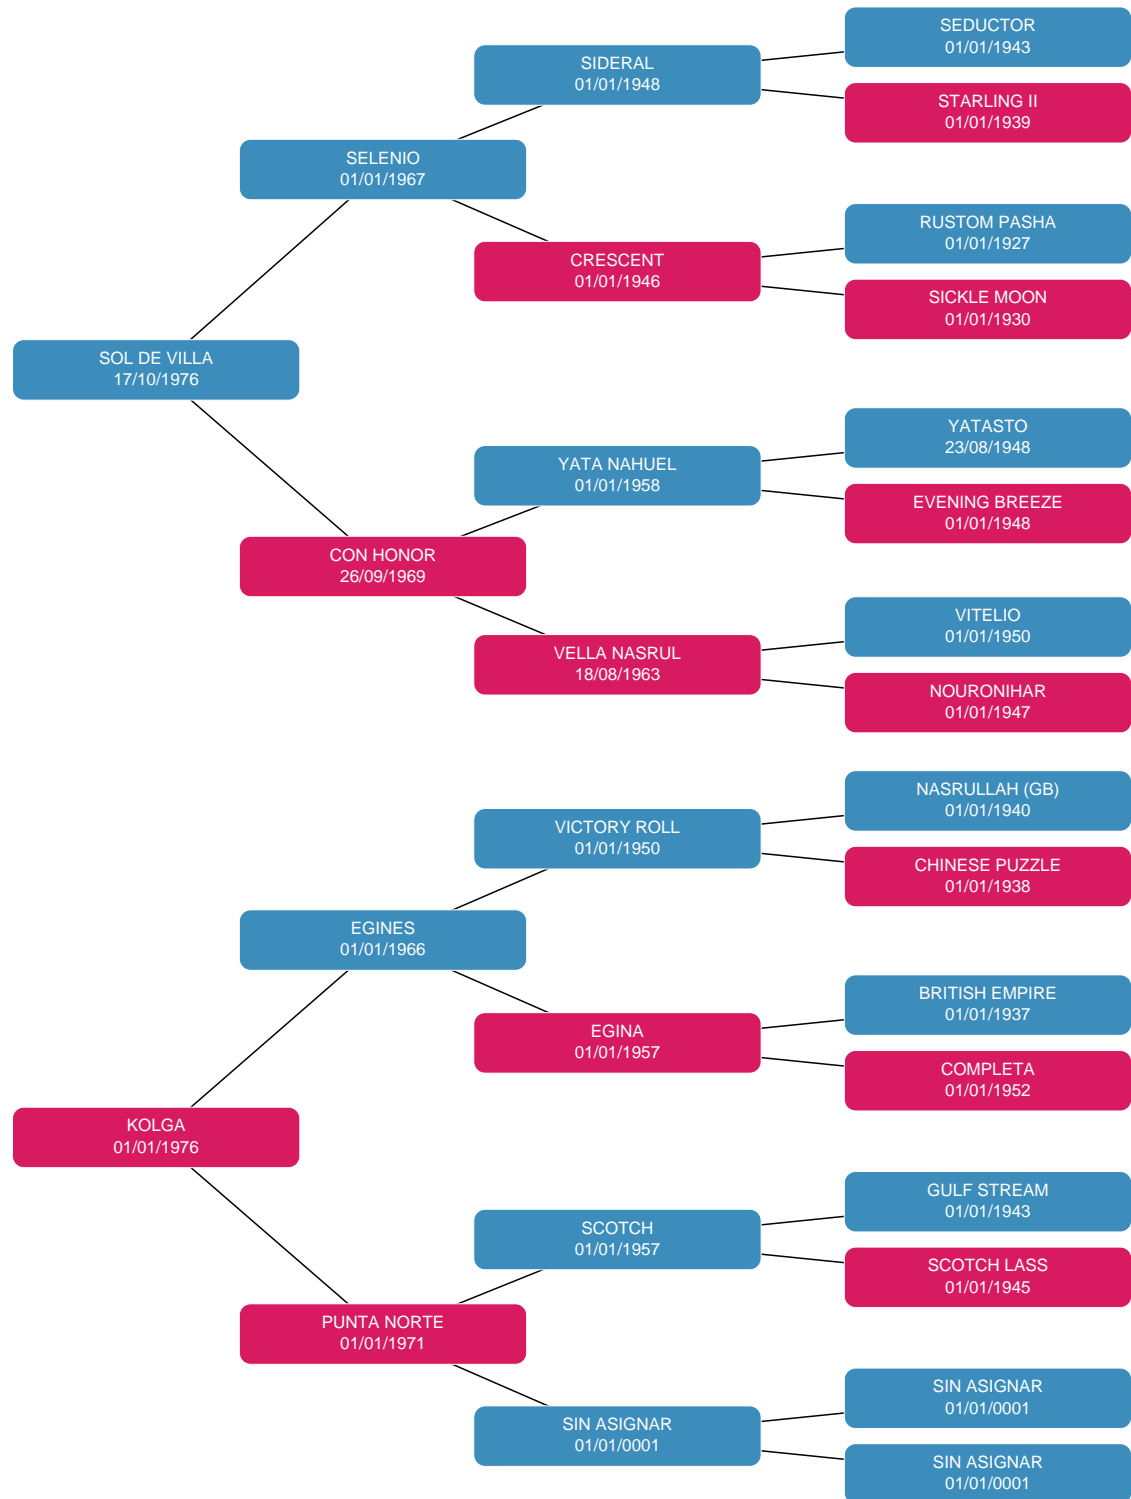 SEDUCTOR
01/01/1943
SIDERAL
01/01/1948
STARLING II
01/01/1939
SELENIO
01/01/1967
RUSTOM PASHA
01/01/1927
CRESCENT
01/01/1946
SICKLE MOON
01/01/1930
SOL DE VILLA
17/10/1976
YATASTO
23/08/1948
YATA NAHUEL
01/01/1958
EVENING BREEZE
01/01/1948
CON HONOR
26/09/1969
VITELIO
01/01/1950
VELLA NASRUL
18/08/1963
NOURONIHAR
01/01/1947
NASRULLAH (GB)
01/01/1940
VICTORY ROLL
01/01/1950
CHINESE PUZZLE
01/01/1938
EGINES
01/01/1966
BRITISH EMPIRE
01/01/1937
EGINA
01/01/1957
COMPLETA
01/01/1952
KOLGA
01/01/1976
GULF STREAM
01/01/1943
SCOTCH
01/01/1957
SCOTCH LASS
01/01/1945
PUNTA NORTE
01/01/1971
SIN ASIGNAR
01/01/0001
SIN ASIGNAR
01/01/0001
SIN ASIGNAR
01/01/0001